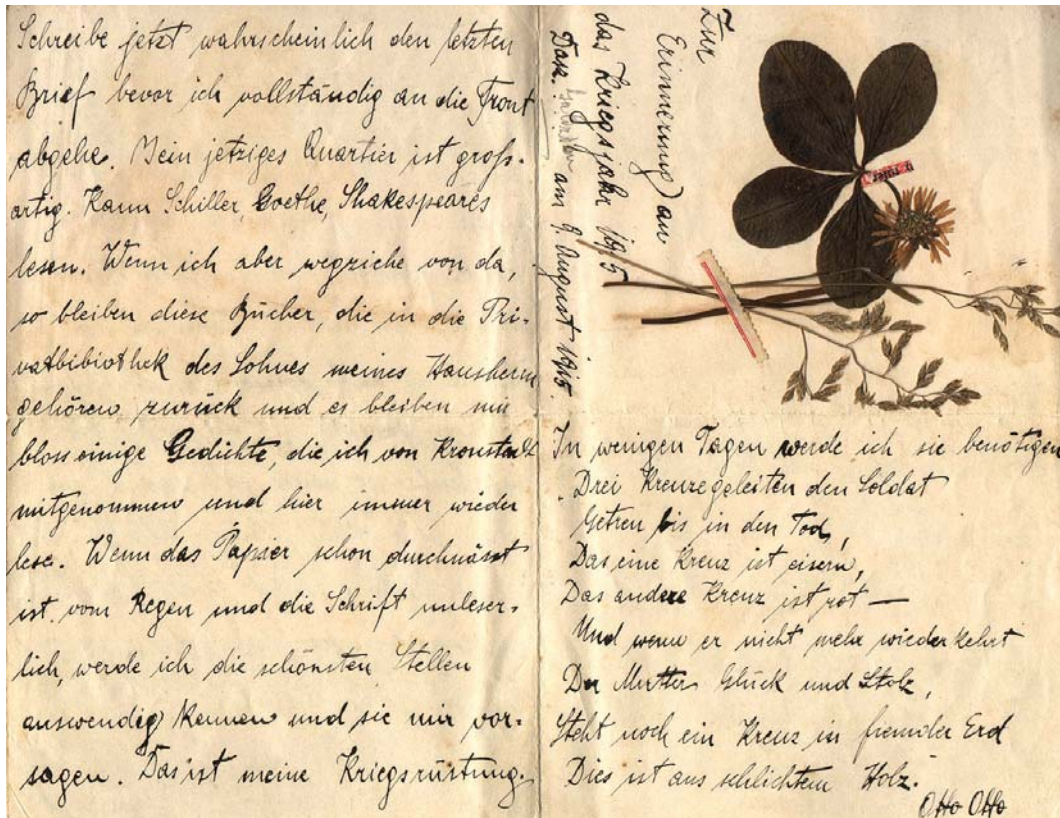 Schreibe jetzt wahrscheinlich den letzten
Brief bevor ich vollständig an die Front
abgehe. Mein jetziges Quartier ist groß-
artig. Kann Schiller, Goethe, Shakespeares
lesen. Wenn ich aber wegziehe von da,
so bleiben diese Bücher, die in die Pri-
vatbibiothek des Sohnes meines Hausherrn
gehören zurück und es bleiben mir
bloss einige Gedichte, die ich von Kronstadt
mitgenommen und hier immer wieder
lese. Wenn das Papier schon durchnässt
ist vom Regen und die Schrift unleser-
lich, werde ich die schönsten Stellen
auswendig kennen und sie mir vor-
sagen. Das ist meine Kriegsrüstung.
Zur
Erinnerung an
das Kriegsjahr 1915
am 9. August 1915.
In wenigen Tagen werde ich sie benötigen
Drei Kreuze geleiten den Soldat
Getreu bis in den Tod,
Das eine Kreuz ist eisern,
Das andere Kreuz ist rot —
Und wenn er nicht mehr wiederkehrt
Der Mutter Glück und Stolz,
Steht noch ein Kreuz in fremder Erd
Dies ist aus schlichtem Holz.
Otto Otto